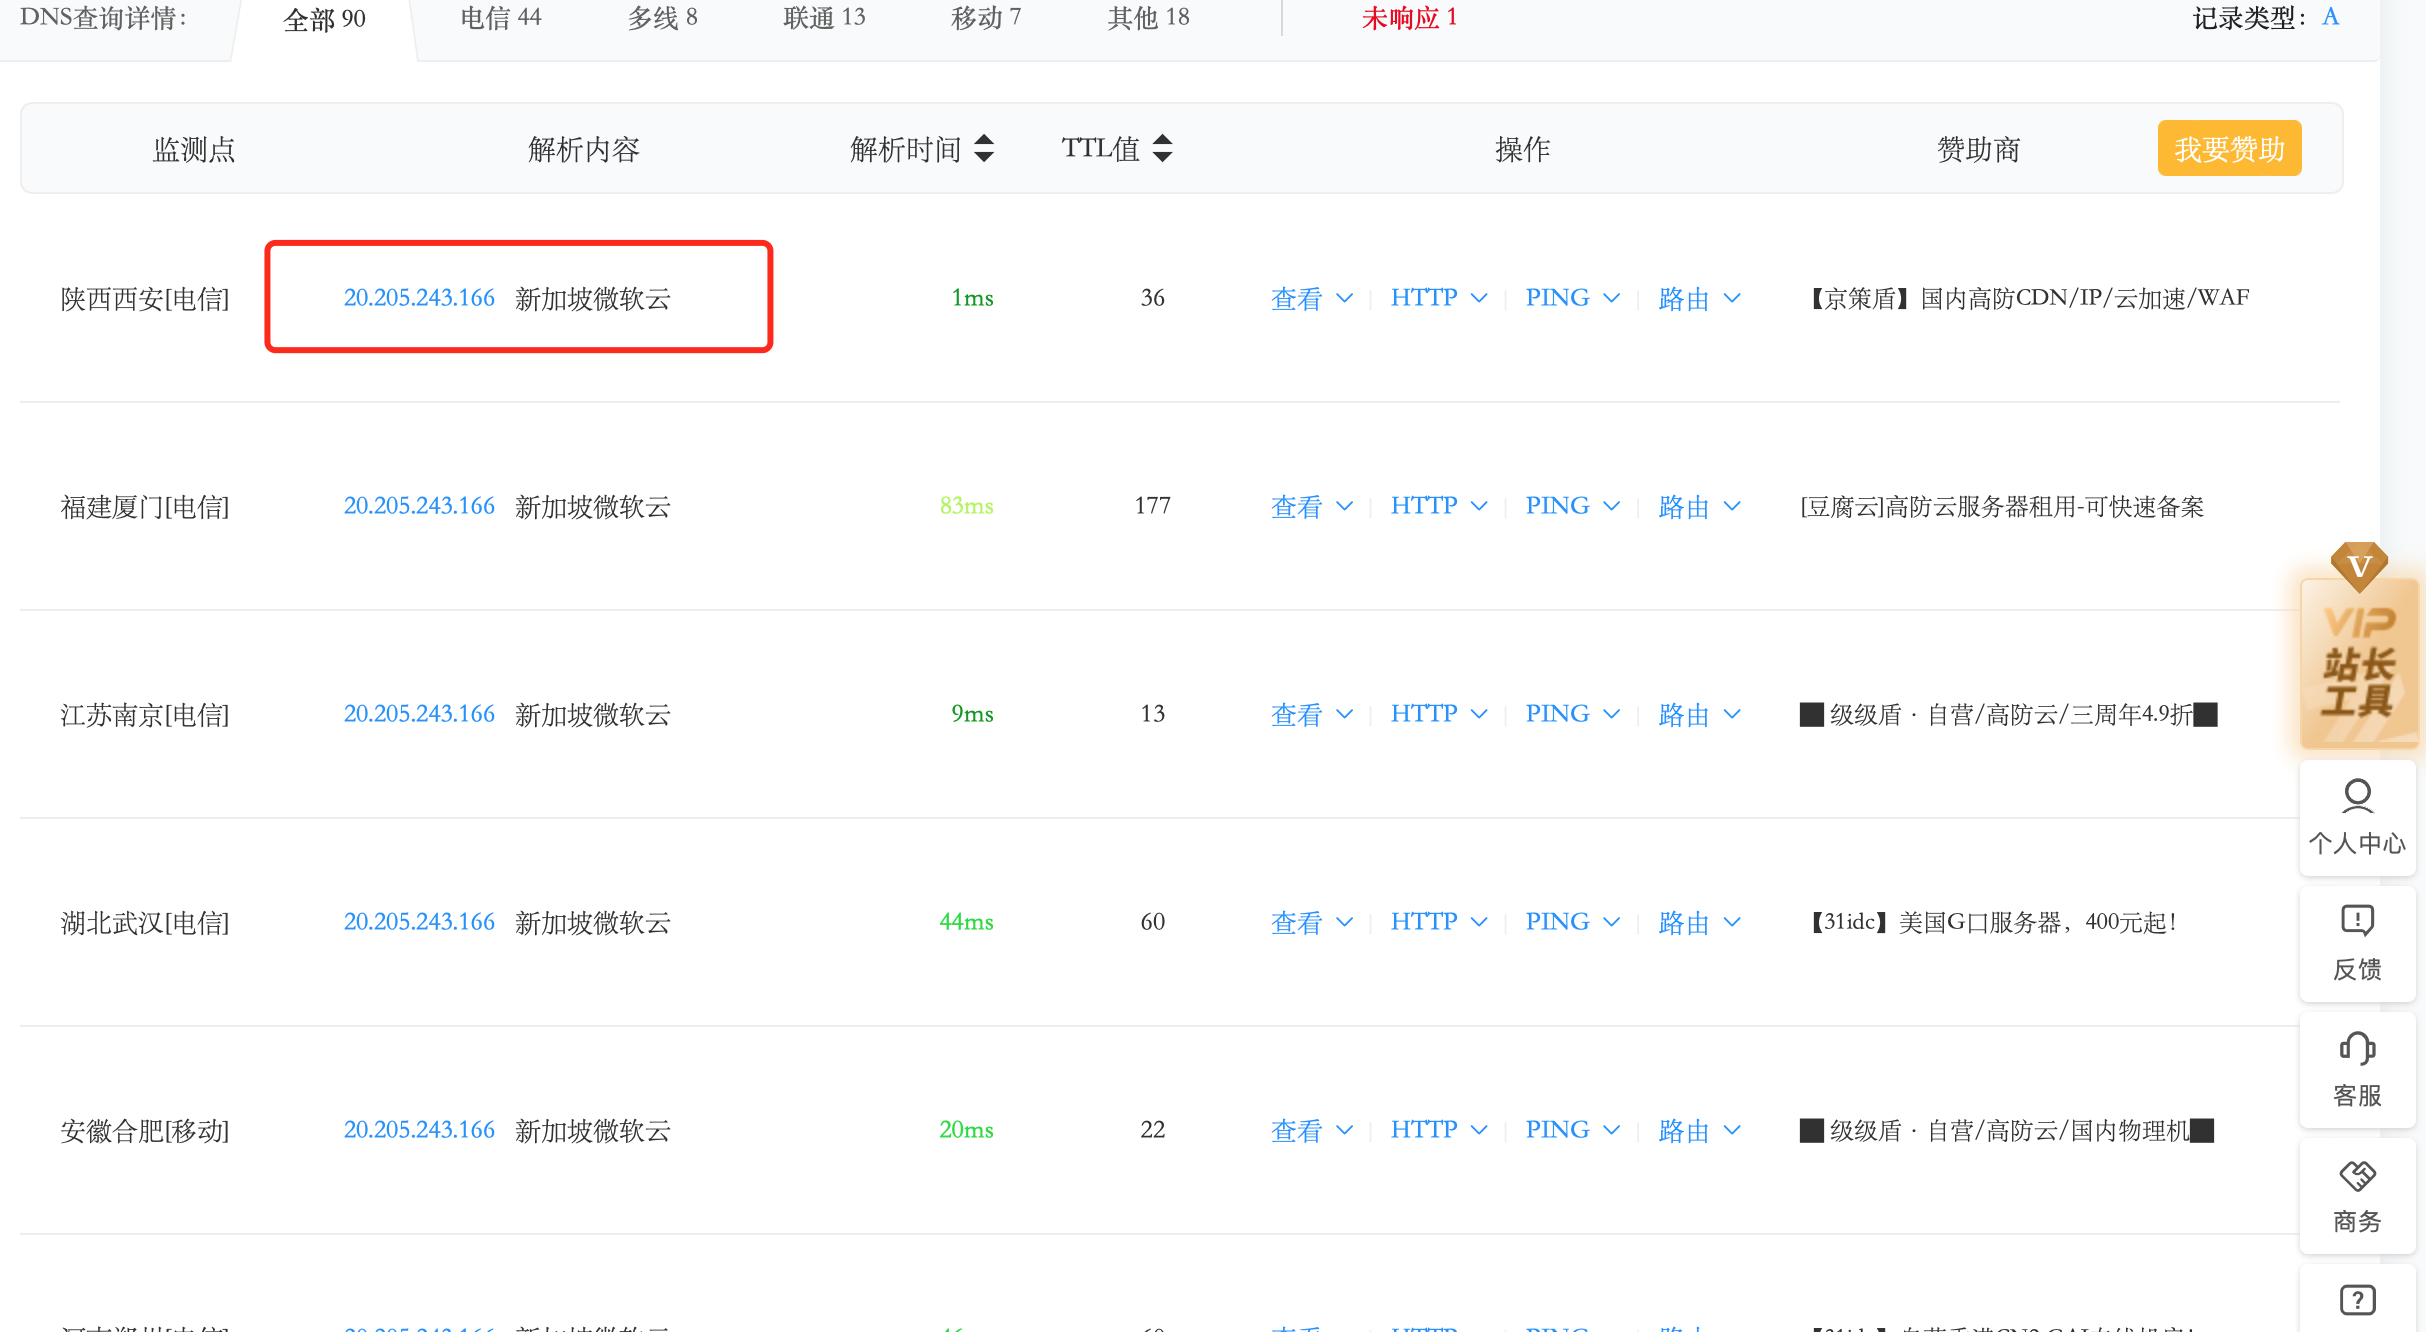 DNS查询详情： 全部 90 电信 44 多线 8 联通 13 移动 7 其他 18 未响应 1 记录类型： A
监测点 解析内容 解析时间 TTL值 操作 赞助商 我要赞助
陕西西安[电信] 20.205.243.166 新加坡微软云 1ms 36 查看 HTTP PING 路由 【京策盾】国内高防CDN/IP/云加速/WAF
福建厦门[电信] 20.205.243.166 新加坡微软云 83ms 177 查看 HTTP PING 路由 [豆腐云]高防云服务器租用-可快速备案
江苏南京[电信] 20.205.243.166 新加坡微软云 9ms 13 查看 HTTP PING 路由 █ 级级盾 · 自营/高防云/三周年4.9折█
湖北武汉[电信] 20.205.243.166 新加坡微软云 44ms 60 查看 HTTP PING 路由 【31idc】美国G口服务器，400元起！
安徽合肥[移动] 20.205.243.166 新加坡微软云 20ms 22 查看 HTTP PING 路由 █ 级级盾 · 自营/高防云/国内物理机█
V
VIP
站长
工具
个人中心
反馈
客服
商务